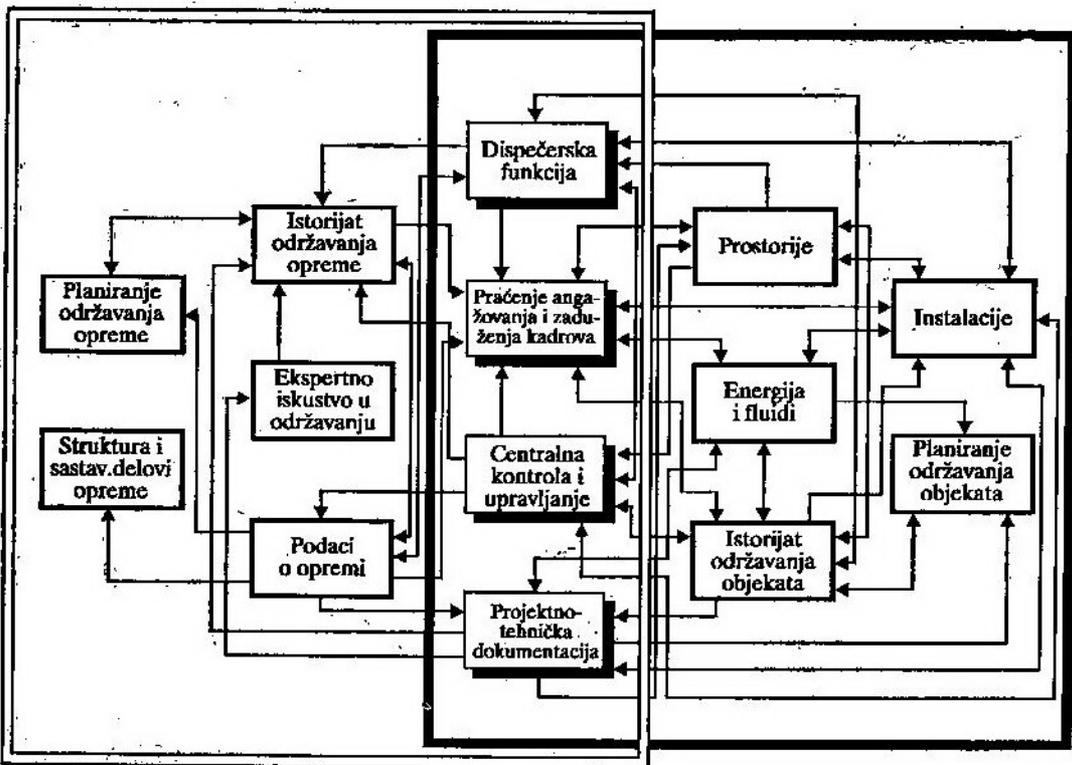 Dispečerska
funkcija
Istorijat
održavanja
opreme
Prostorije
Planiranje
održavanja
opreme
Praćenje anga-
žovanja i zadu-
ženja kadrova
Instalacije
Ekspertno
iskustvo u
održavanju
Energija
i fluidi
Struktura i
sastav.delovi
opreme
Centralna
kontrola i
upravljanje
Planiranje
održavanja
objekata
Podaci
o opremi
Istorijat
održavanja
objekata
Projektno-
tehnička
dokumentacija